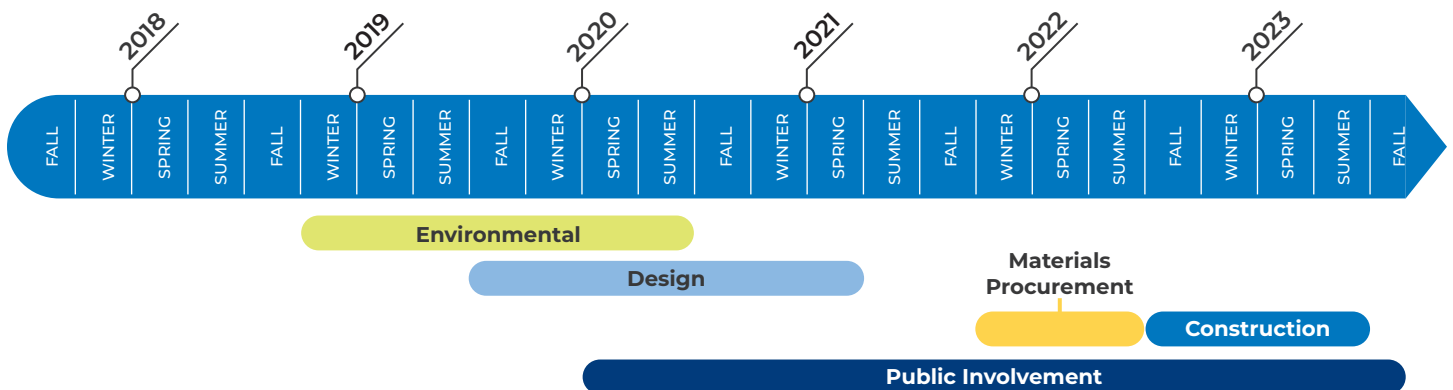 2018 2019 2020 2021 2022 2023
FALL WINTER SPRING SUMMER FALL WINTER SPRING SUMMER FALL WINTER SPRING SUMMER FALL WINTER SPRING SUMMER FALL WINTER SPRING SUMMER FALL WINTER SPRING SUMMER FALL
Environmental
Design
Materials
Procurement
Construction
Public Involvement